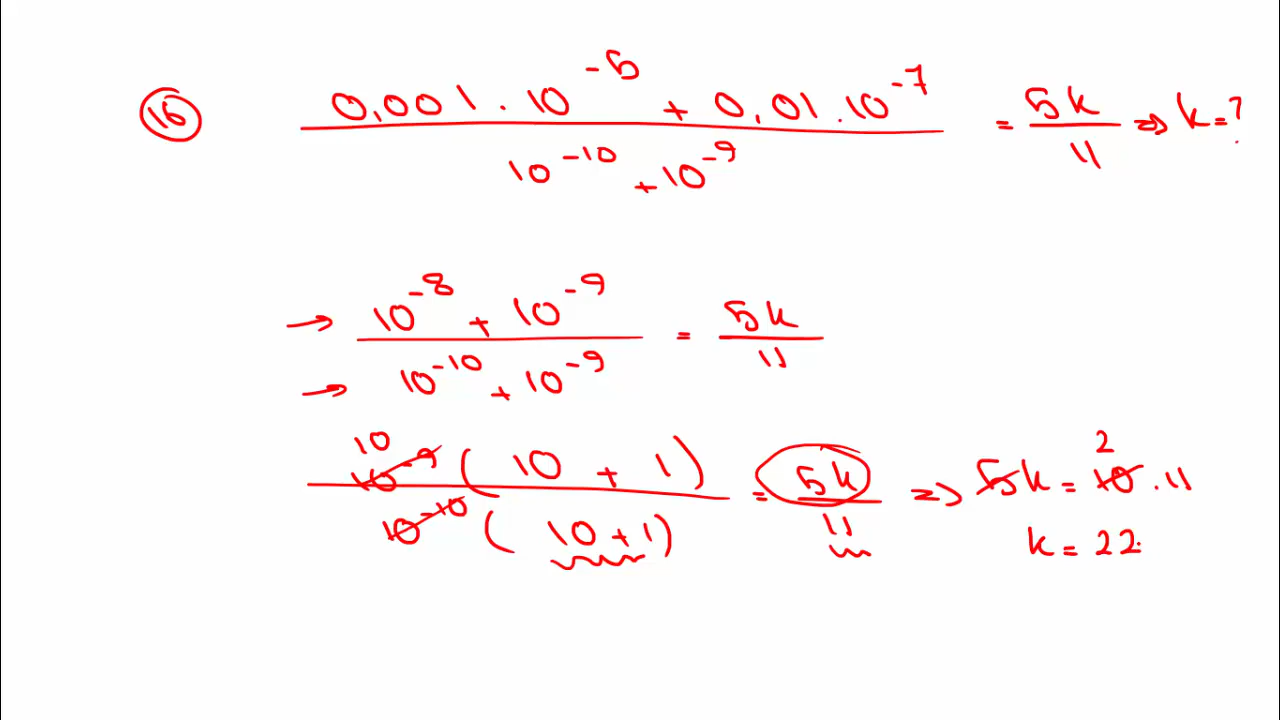 16 (0,001 . 10^-5 + 0,01 . 10^-7) / (10^-10 + 10^-9) = 5k/11 ⇒ k = ?
→ (10^-8 + 10^-9) / → (10^-10 + 10^-9) = 5k/11
10 10^-9 (10 + 1) / 10^-10 (10+1) = 5k/11 ⇒ 5k = 10 . 11 2
k = 22.